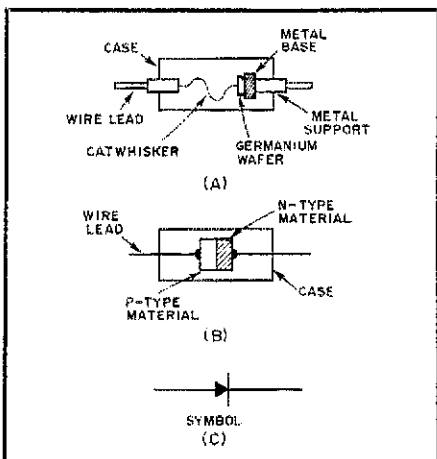 METAL
BASE
CASE
WIRE LEAD
METAL
SUPPORT
CATWHISKER
GERMANIUM
WAFER
(A)
N-TYPE
MATERIAL
WIRE
LEAD
P-TYPE
MATERIAL
CASE
(B)
SYMBOL
(C)